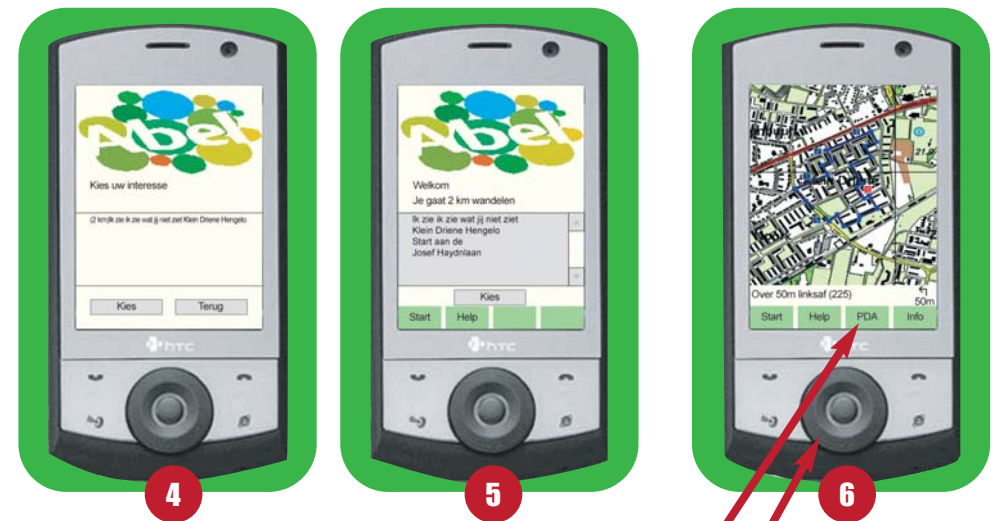 Abel
Kies uw interesse
(2 km)Ik zie ik zie wat jij niet ziet Klein Driene Hengelo
Kies Terug
hTC
4
Abel
Welkom
Je gaat 2 km wandelen
Ik zie ik zie wat jij niet ziet
Klein Driene Hengelo
Start aan de
Josef Haydnlaan
Kies
Start Help
hTC
5
Over 50m linksaf (225)
50m
Start Help PDA Info
hTC
6